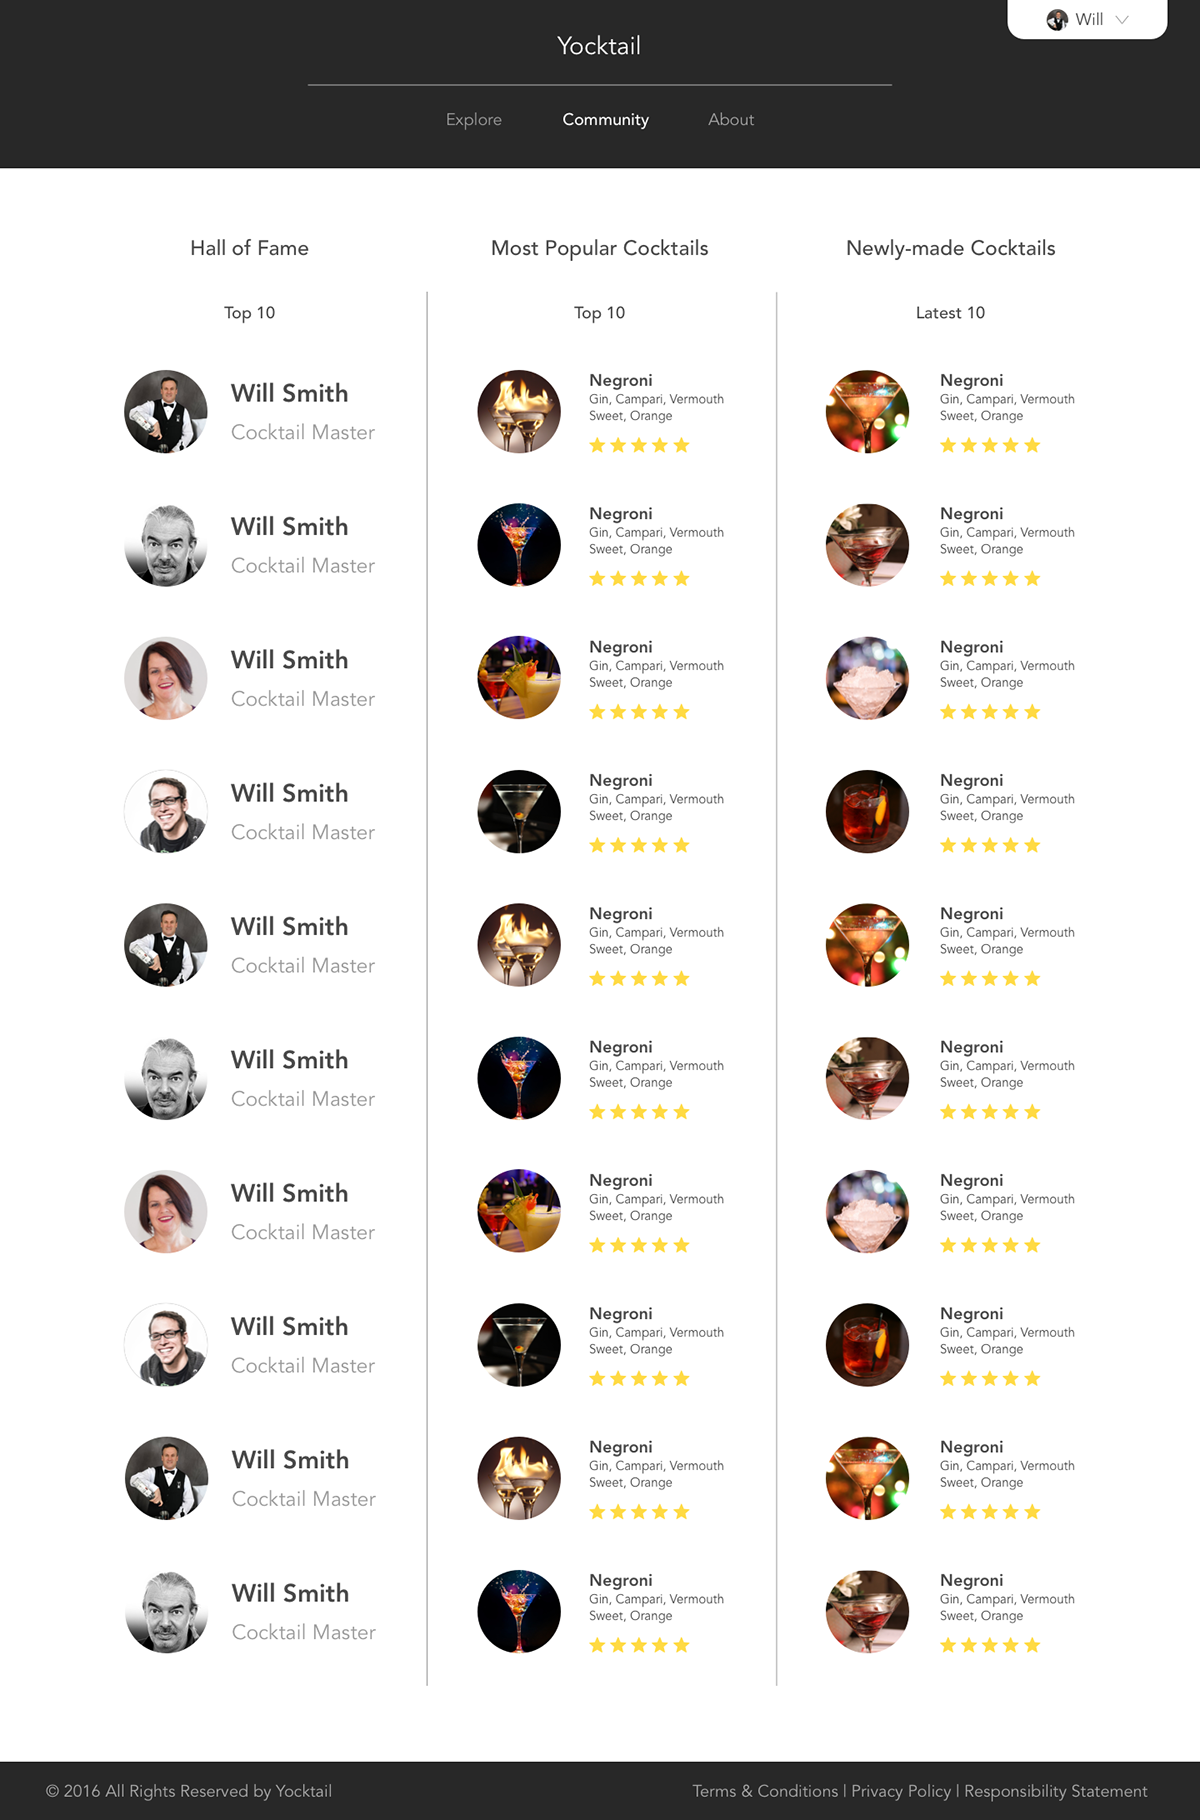 Will
Yocktail
Explore
Community
About
Hall of Fame
Top 10
Will Smith
Cocktail Master
Will Smith
Cocktail Master
Will Smith
Cocktail Master
Will Smith
Cocktail Master
Will Smith
Cocktail Master
Will Smith
Cocktail Master
Will Smith
Cocktail Master
Will Smith
Cocktail Master
Will Smith
Cocktail Master
Will Smith
Cocktail Master
Most Popular Cocktails
Top 10
Negroni
Gin, Campari, Vermouth
Sweet, Orange
Negroni
Gin, Campari, Vermouth
Sweet, Orange
Negroni
Gin, Campari, Vermouth
Sweet, Orange
Negroni
Gin, Campari, Vermouth
Sweet, Orange
Negroni
Gin, Campari, Vermouth
Sweet, Orange
Negroni
Gin, Campari, Vermouth
Sweet, Orange
Negroni
Gin, Campari, Vermouth
Sweet, Orange
Negroni
Gin, Campari, Vermouth
Sweet, Orange
Negroni
Gin, Campari, Vermouth
Sweet, Orange
Negroni
Gin, Campari, Vermouth
Sweet, Orange
Newly-made Cocktails
Latest 10
Negroni
Gin, Campari, Vermouth
Sweet, Orange
Negroni
Gin, Campari, Vermouth
Sweet, Orange
Negroni
Gin, Campari, Vermouth
Sweet, Orange
Negroni
Gin, Campari, Vermouth
Sweet, Orange
Negroni
Gin, Campari, Vermouth
Sweet, Orange
Negroni
Gin, Campari, Vermouth
Sweet, Orange
Negroni
Gin, Campari, Vermouth
Sweet, Orange
Negroni
Gin, Campari, Vermouth
Sweet, Orange
Negroni
Gin, Campari, Vermouth
Sweet, Orange
Negroni
Gin, Campari, Vermouth
Sweet, Orange
© 2016 All Rights Reserved by Yocktail
Terms & Conditions | Privacy Policy | Responsibility Statement